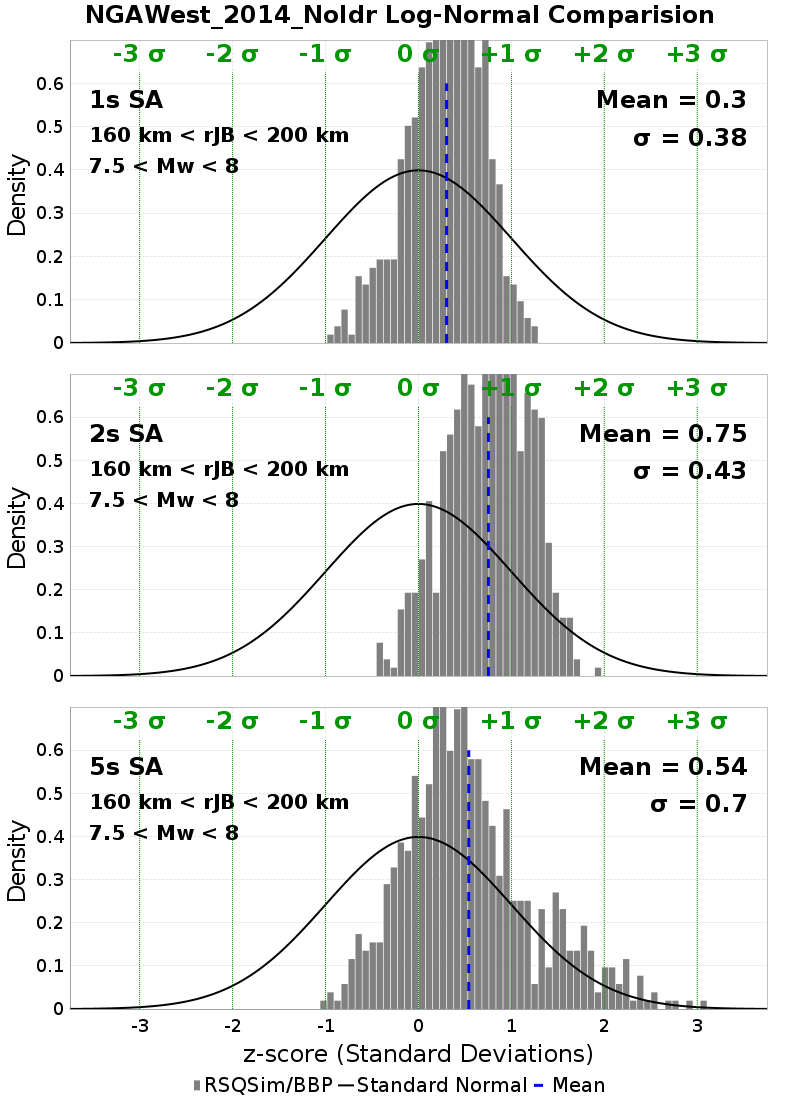 NGAWest_2014_NoIdr Log-Normal Comparision
-3 σ -2 σ -1 σ 0 σ +1 σ +2 σ +3 σ
0.6
0.5
0.4
0.3
0.2
0.1
0
Density
1s SA
160 km < rJB < 200 km
7.5 < Mw < 8
Mean = 0.3
σ = 0.38
-3 σ -2 σ -1 σ 0 σ +1 σ +2 σ +3 σ
0.6
0.5
0.4
0.3
0.2
0.1
0
Density
2s SA
160 km < rJB < 200 km
7.5 < Mw < 8
Mean = 0.75
σ = 0.43
-3 σ -2 σ -1 σ 0 σ +1 σ +2 σ +3 σ
0.6
0.5
0.4
0.3
0.2
0.1
0
Density
5s SA
160 km < rJB < 200 km
7.5 < Mw < 8
Mean = 0.54
σ = 0.7
-3 -2 -1 0 1 2 3
z-score (Standard Deviations)
RSQSim/BBP Standard Normal Mean